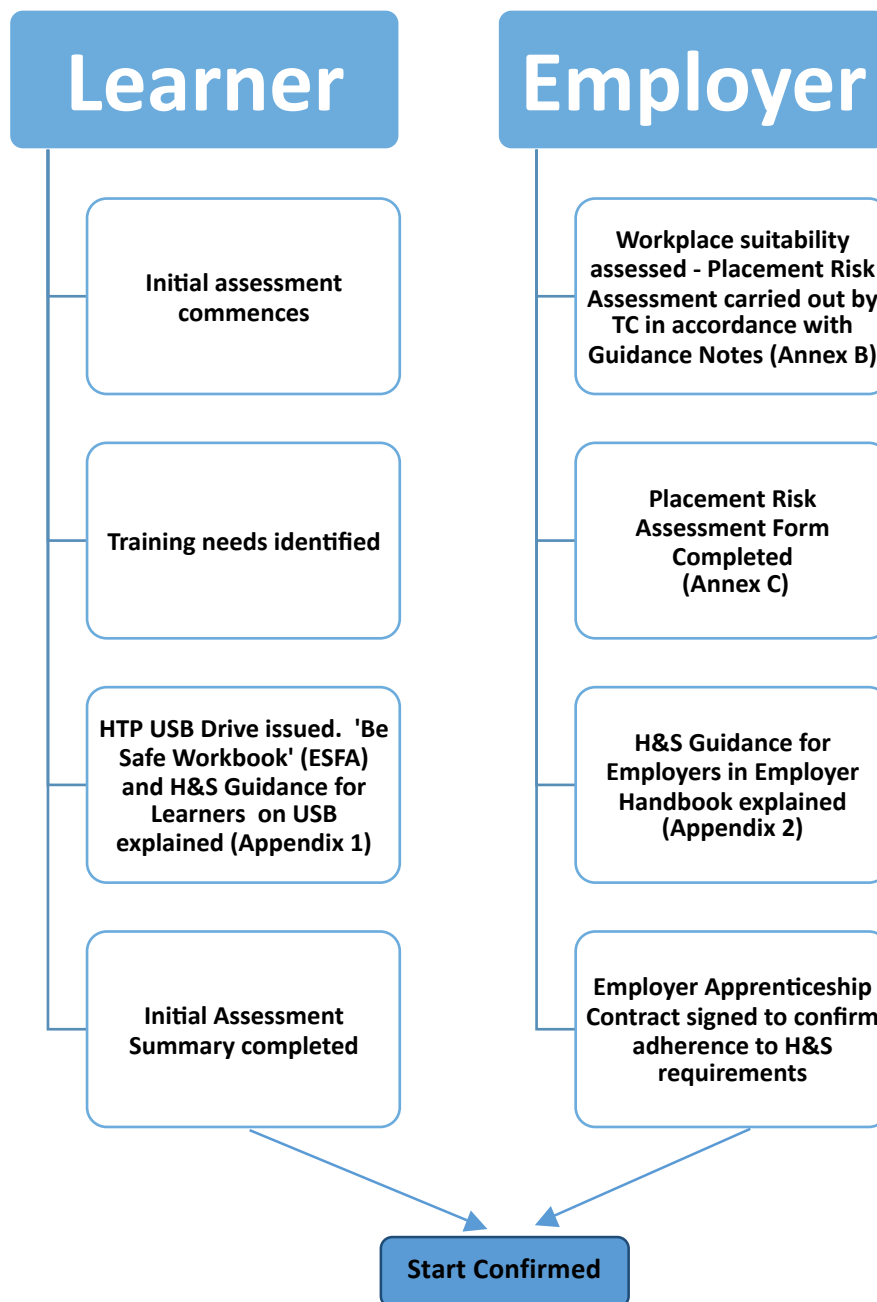 Learner
Initial assessment
commences
Training needs identified
HTP USB Drive issued.  'Be
Safe Workbook' (ESFA)
and H&S Guidance for
Learners  on USB
explained (Appendix 1)
Initial Assessment
Summary completed
Employer
Workplace suitability
assessed - Placement Risk
Assessment carried out by
TC in accordance with
Guidance Notes (Annex B)
Placement Risk
Assessment Form
Completed
(Annex C)
H&S Guidance for
Employers in Employer
Handbook explained
(Appendix 2)
Employer Apprenticeship
Contract signed to confirm
adherence to H&S
requirements
Start Confirmed